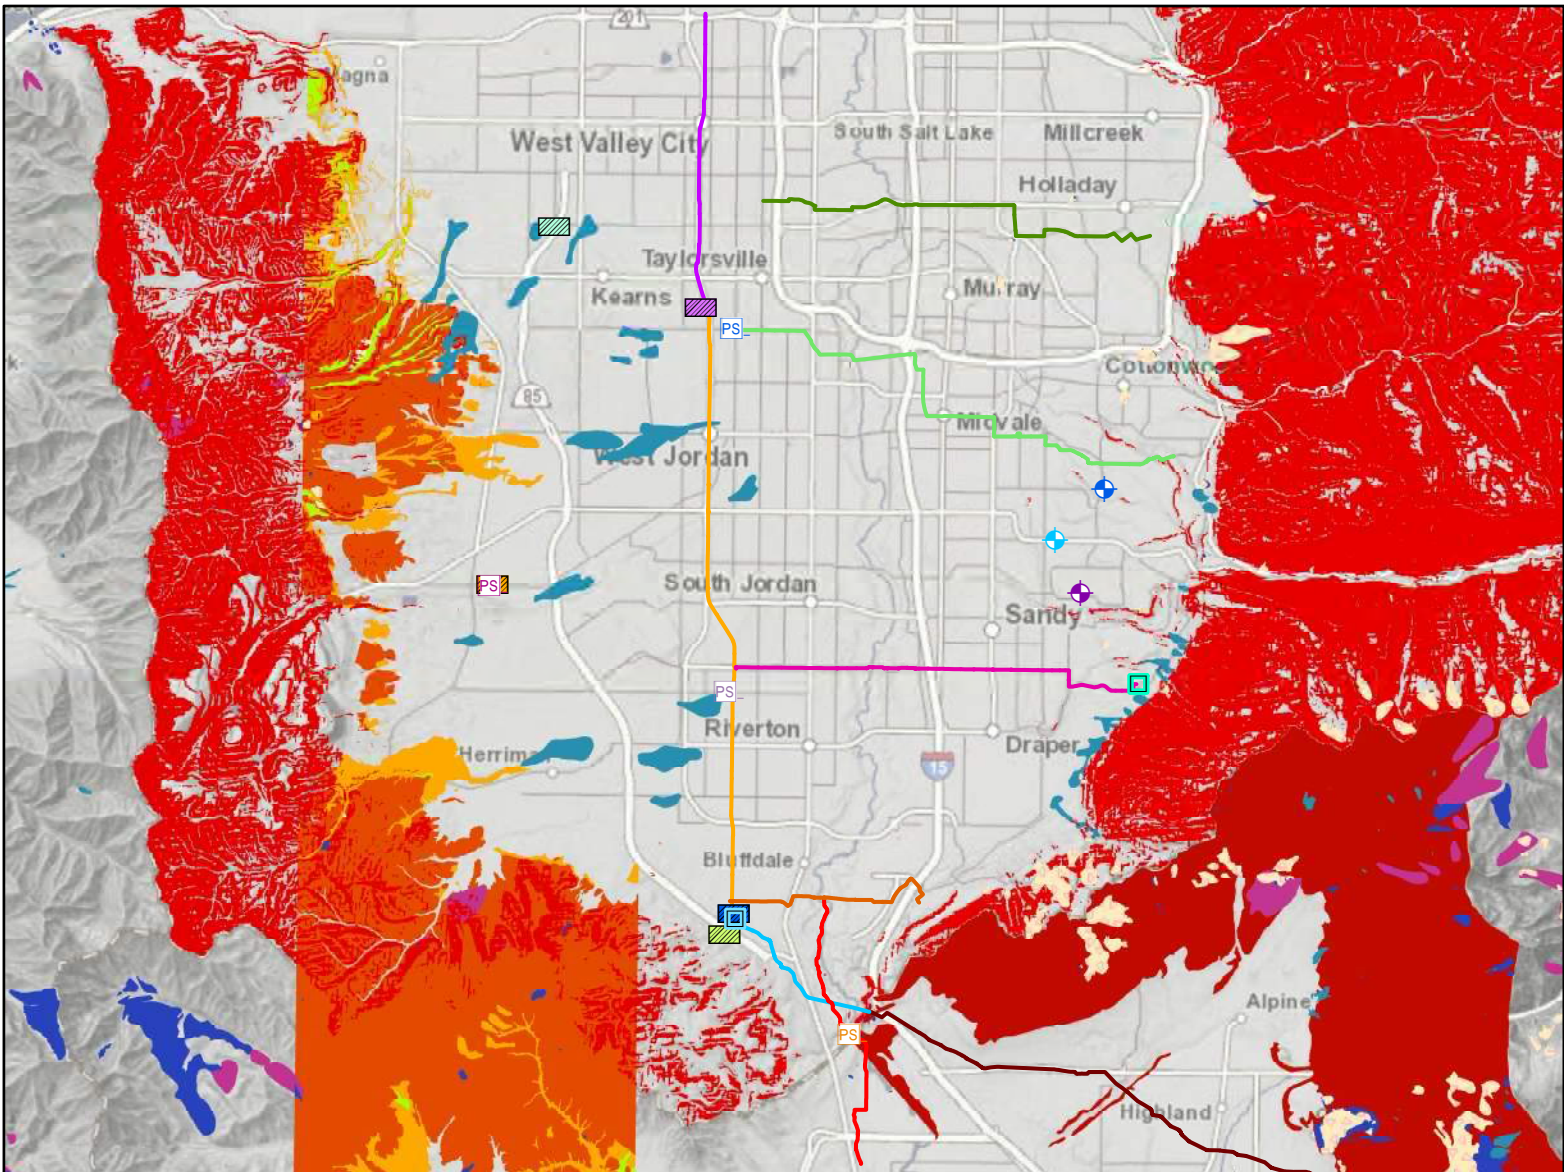 201
Magna
West Valley City
South Salt Lake
Millcreek
Holladay
Taylorsville
Kearns
Murray
PS
Cottonwo
85
Midvale
West Jordan
PS
South Jordan
Sandy
PS
P
Riverton
Herriman
Draper
15
Bluffdale
Alpine
PS
Highland